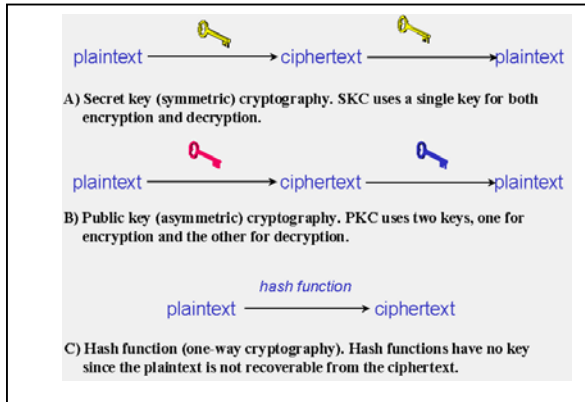 plaintext ciphertext plaintext
A) Secret key (symmetric) cryptography. SKC uses a single key for both
encryption and decryption.
plaintext ciphertext plaintext
B) Public key (asymmetric) cryptography. PKC uses two keys, one for
encryption and the other for decryption.
hash function
plaintext ciphertext
C) Hash function (one-way cryptography). Hash functions have no key
since the plaintext is not recoverable from the ciphertext.